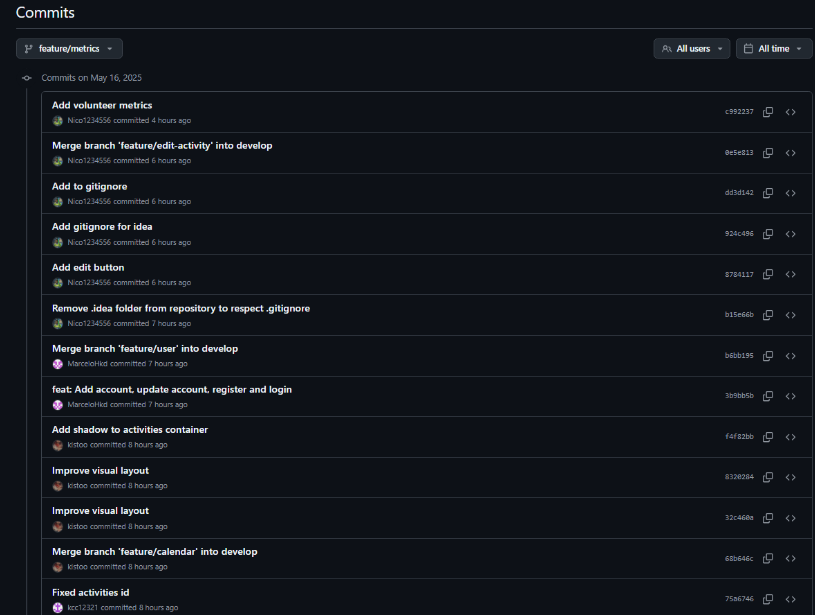 Commits
feature/metrics
All users
All time
Commits on May 16, 2025
Add volunteer metrics
Nico1234556 committed 4 hours ago
c992237
Merge branch 'feature/edit-activity' into develop
Nico1234556 committed 6 hours ago
0e5e813
Add to gitignore
Nico1234556 committed 6 hours ago
dd3d142
Add gitignore for idea
Nico1234556 committed 6 hours ago
924c496
Add edit button
Nico1234556 committed 6 hours ago
8784117
Remove .idea folder from repository to respect .gitignore
Nico1234556 committed 7 hours ago
b15e66b
Merge branch 'feature/user' into develop
MarceloHkd committed 7 hours ago
b6bb195
feat: Add account, update account, register and login
MarceloHkd committed 7 hours ago
3b9bb5b
Add shadow to activities container
kistoo committed 8 hours ago
f4f82bb
Improve visual layout
kistoo committed 8 hours ago
8320284
Improve visual layout
kistoo committed 8 hours ago
32c460a
Merge branch 'feature/calendar' into develop
kistoo committed 8 hours ago
68b646c
Fixed activities id
kcc12321 committed 8 hours ago
75a6746